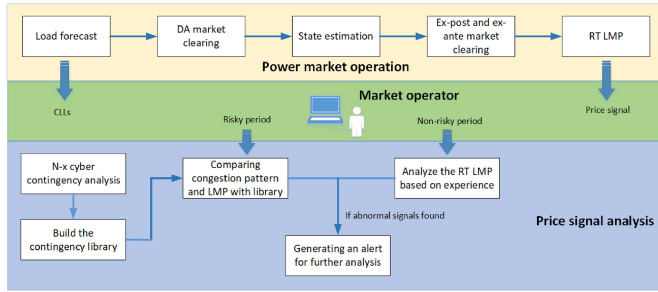 Load forecast
DA market
clearing
State estimation
Ex-post and ex-
ante market
clearing
RT LMP
Power market operation
Market operator
CLLs
Risky period
Non-risky period
Price signal
N-x cyber
contingency analysis
Comparing
congestion pattern
and LMP with library
Analyze the RT LMP
based on experience
Build the
contingency library
If abnormal signals found
Price signal analysis
Generating an alert
for further analysis